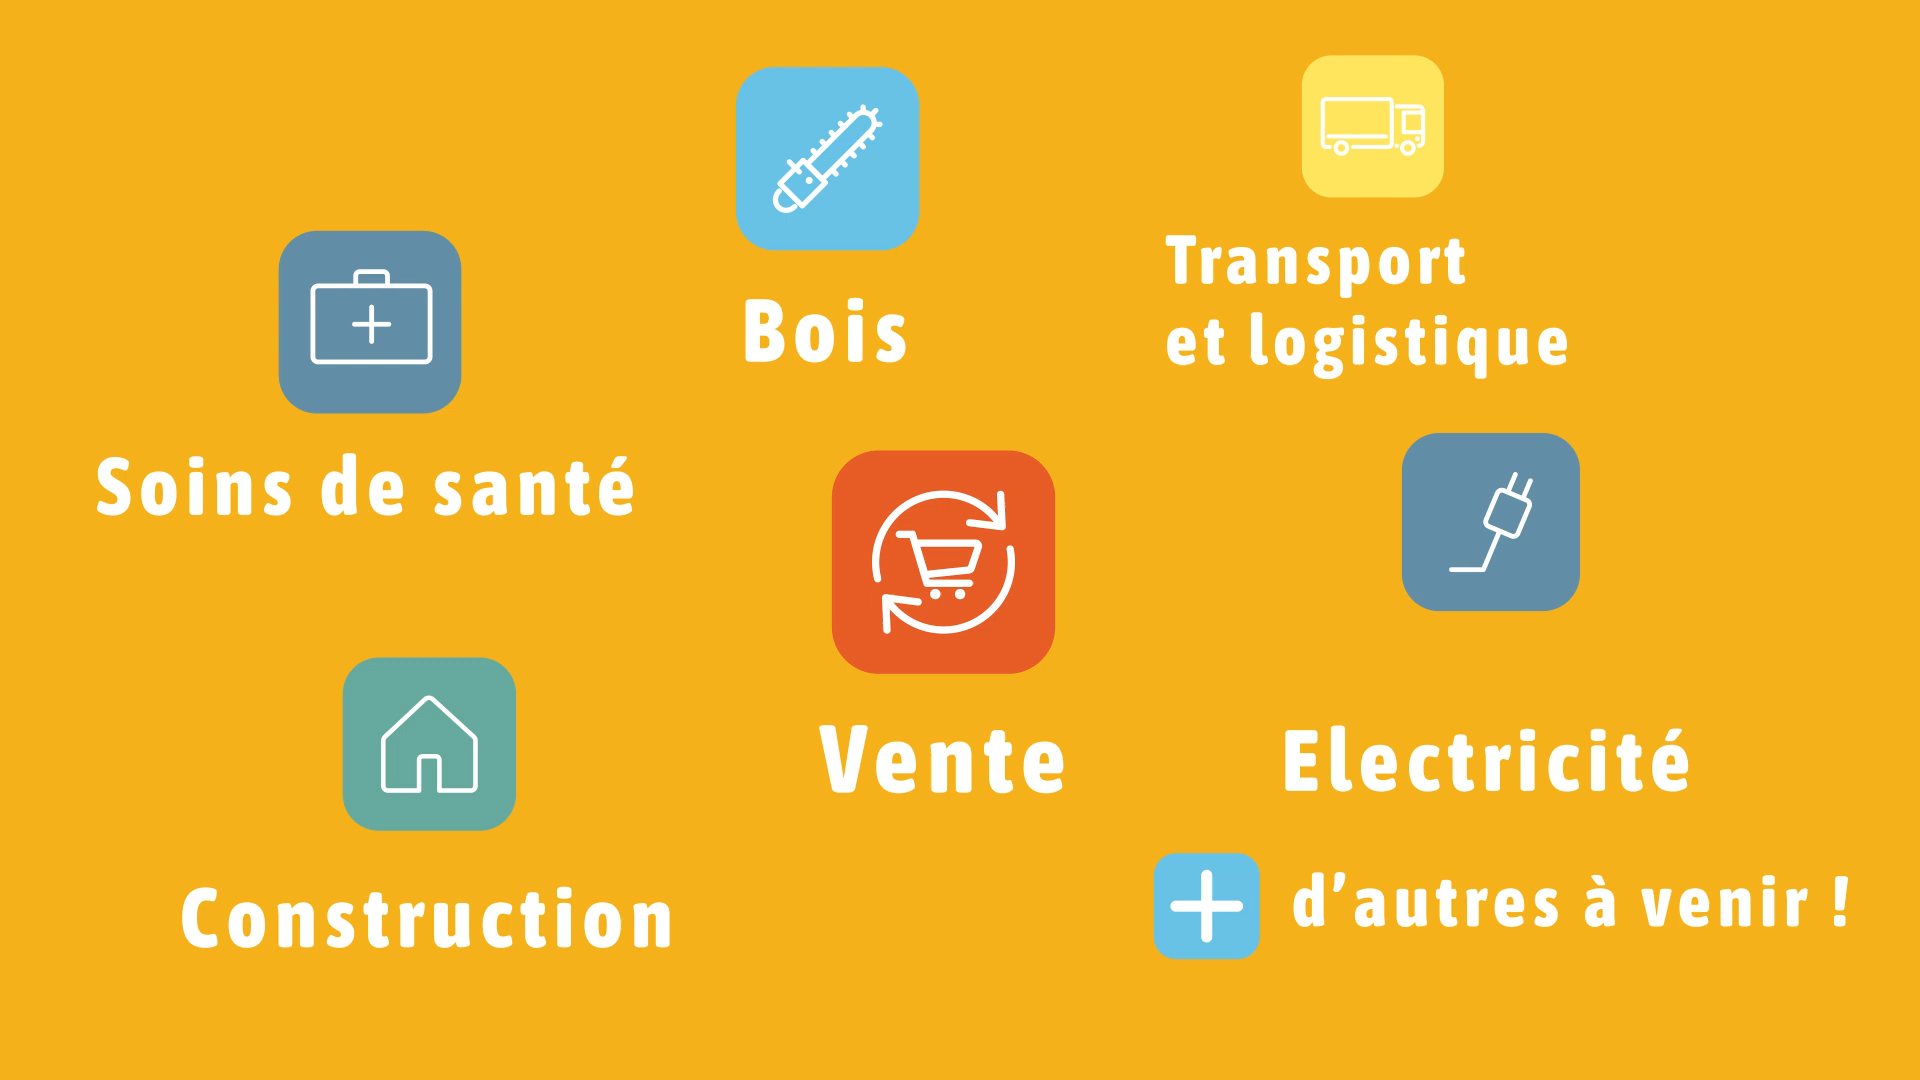 Bois
Transport
et logistique
Soins de santé
Vente
Electricité
Construction
d’autres à venir !